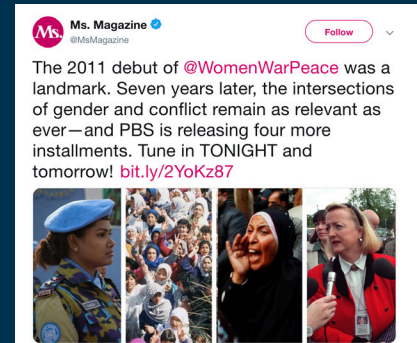 Ms.
Ms. Magazine
@MsMagazine
Follow
The 2011 debut of @WomenWarPeace was a
landmark. Seven years later, the intersections
of gender and conflict remain as relevant as
ever—and PBS is releasing four more
installments. Tune in TONIGHT and
tomorrow! bit.ly/2YoKz87